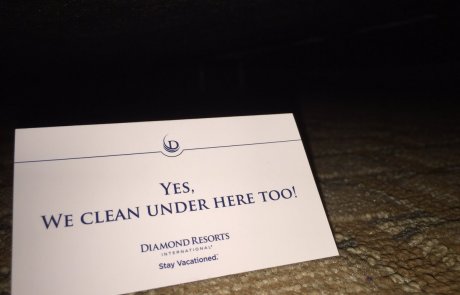 D
YES,
WE CLEAN UNDER HERE TOO!
DIAMOND RESORTS
INTERNATIONAL®
Stay Vacationed.